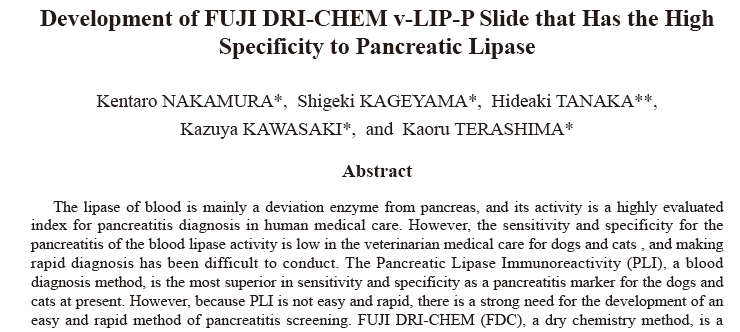 Development of FUJI DRI-CHEM v-LIP-P Slide that Has the High
Specificity to Pancreatic Lipase
Kentaro NAKAMURA*, Shigeki KAGEYAMA*, Hideaki TANAKA**,
Kazuya KAWASAKI*, and Kaoru TERASHIMA*
Abstract
The lipase of blood is mainly a deviation enzyme from pancreas, and its activity is a highly evaluated
index for pancreatitis diagnosis in human medical care. However, the sensitivity and specificity for the
pancreatitis of the blood lipase activity is low in the veterinarian medical care for dogs and cats , and making
rapid diagnosis has been difficult to conduct. The Pancreatic Lipase Immunoreactivity (PLI), a blood
diagnosis method, is the most superior in sensitivity and specificity as a pancreatitis marker for the dogs and
cats at present. However, because PLI is not easy and rapid, there is a strong need for the development of an
easy and rapid method of pancreatitis screening. FUJI DRI-CHEM (FDC), a dry chemistry method, is a